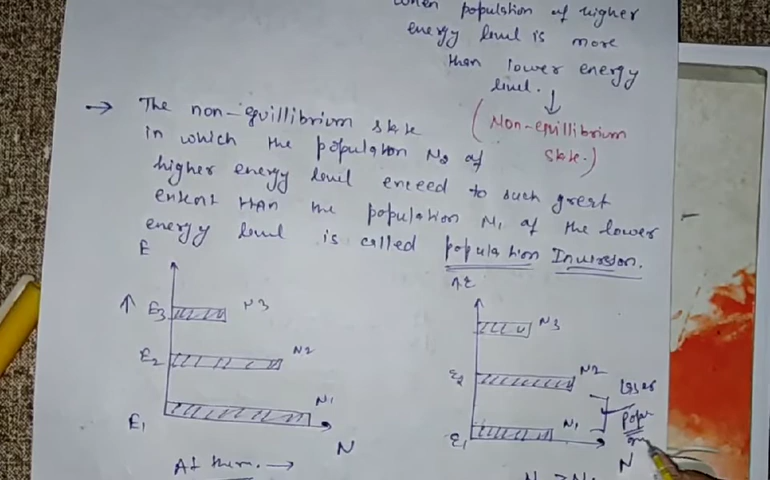 when population of higher
energy level is more
than lower energy
level.
→ The non-equillibrium state
(Non-equillibrium
state.)
in which the population N2 of
higher energy level exceed to such great
extent than the population N1 of the lower
energy level is called population Inversion.
E
↑E
↑ E3 N3
N3
E2 N2
E2 N2
Laser
E1 N1
E1 N1
Popu
N
N
At them. →